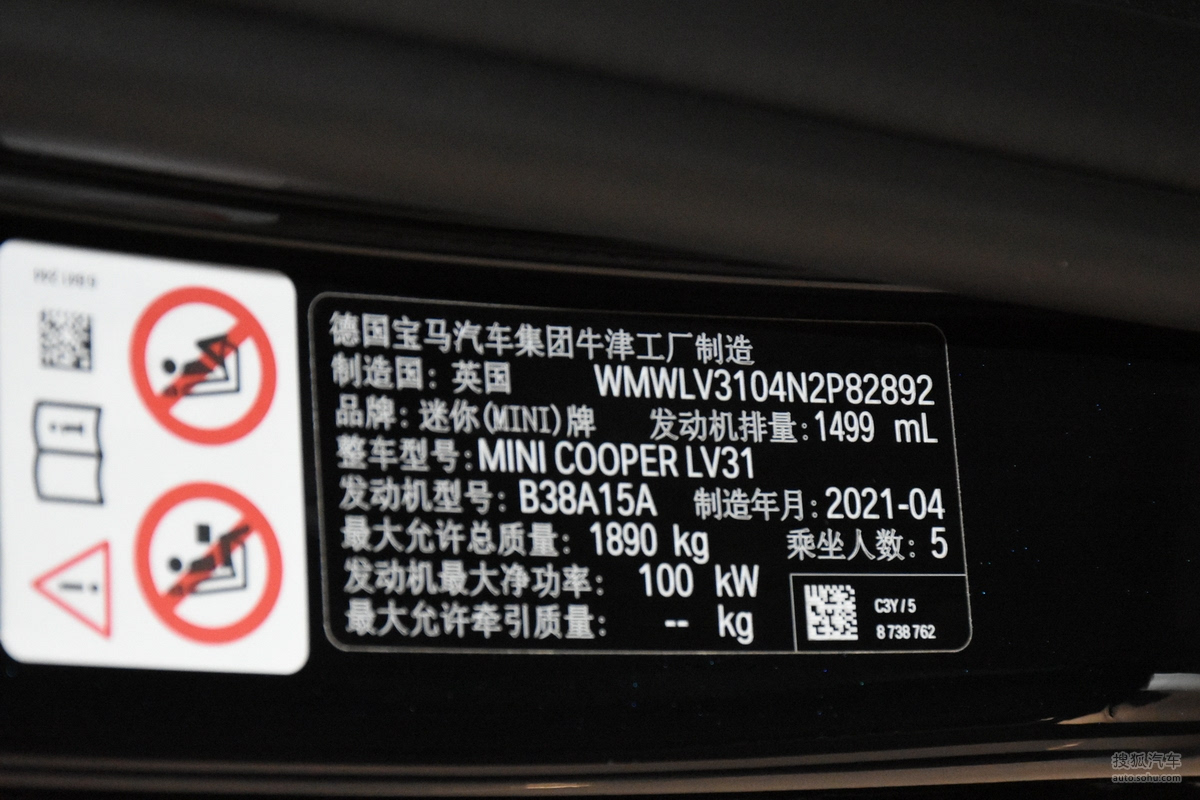 德国宝马汽车集团牛津工厂制造
制造国：英国 WMWLV3104N2P82892
品牌：迷你(MINI)牌 发动机排量：1499 mL
整车型号：MINI COOPER LV31
发动机型号：B38A15A 制造年月：2021-04
最大允许总质量：1890 kg 乘坐人数：5
发动机最大净功率：100 kW
最大允许牵引质量：-- kg
C3Y/5
8 738 762
搜狐汽车
auto.sohu.com